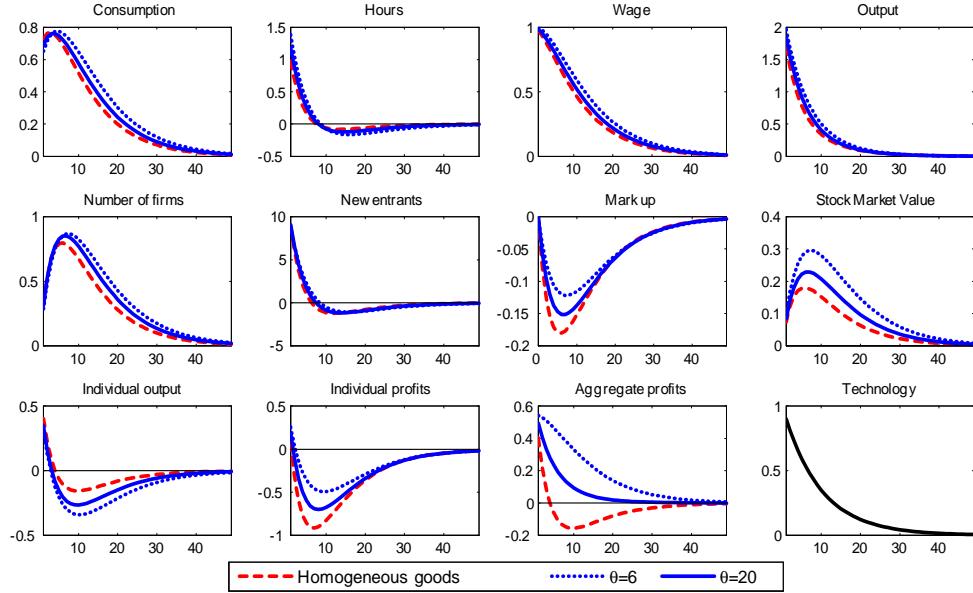 Consumption Hours Wage Output
0.8 1.5 1 2
0.6 1 1.5
0.4 0.5 0.5 1
0.2 0 0.5
0 -0.5 0 0
10 20 30 40 10 20 30 40 10 20 30 40 10 20 30 40
Number of firms New entrants Mark up Stock Market Value
1 10 0 0.4
5 -0.05 0.3
0.5 0 -0.1 0.2
-0.15 0.1
0 -5 -0.2 0
10 20 30 40 10 20 30 40 0 10 20 30 40 10 20 30 40
Individual output Individual profits Aggregate profits Technology
0.5 0 0.6 1
0.4
0 -0.5 0.2 0.5
0
-0.5 -1 -0.2 0
10 20 30 40 10 20 30 40 10 20 30 40 10 20 30 40
Homogeneous goods θ=6 θ=20